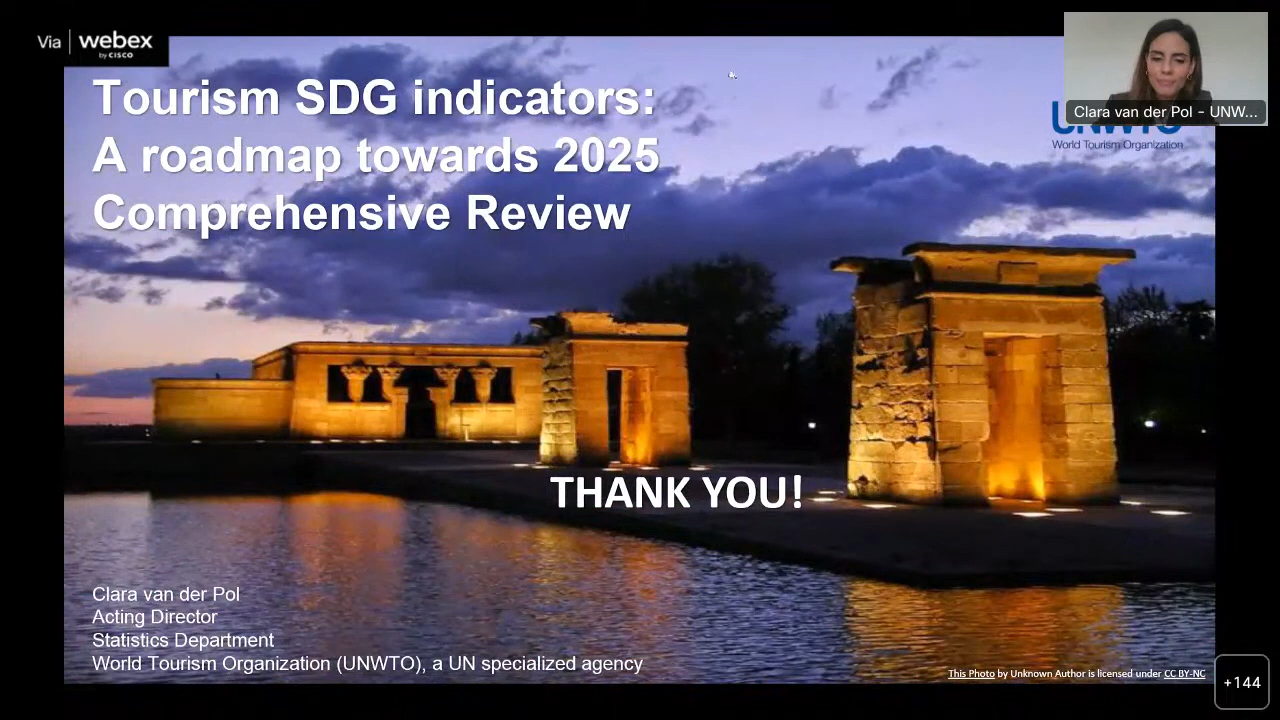 Via webex
by CISCO
Tourism SDG indicators:
A roadmap towards 2025
Comprehensive Review
Clara van der Pol - UNW...
UNWTO
World Tourism Organization
THANK YOU!
Clara van der Pol
Acting Director
Statistics Department
World Tourism Organization (UNWTO), a UN specialized agency
This Photo by Unknown Author is licensed under CC BY-NC
+144